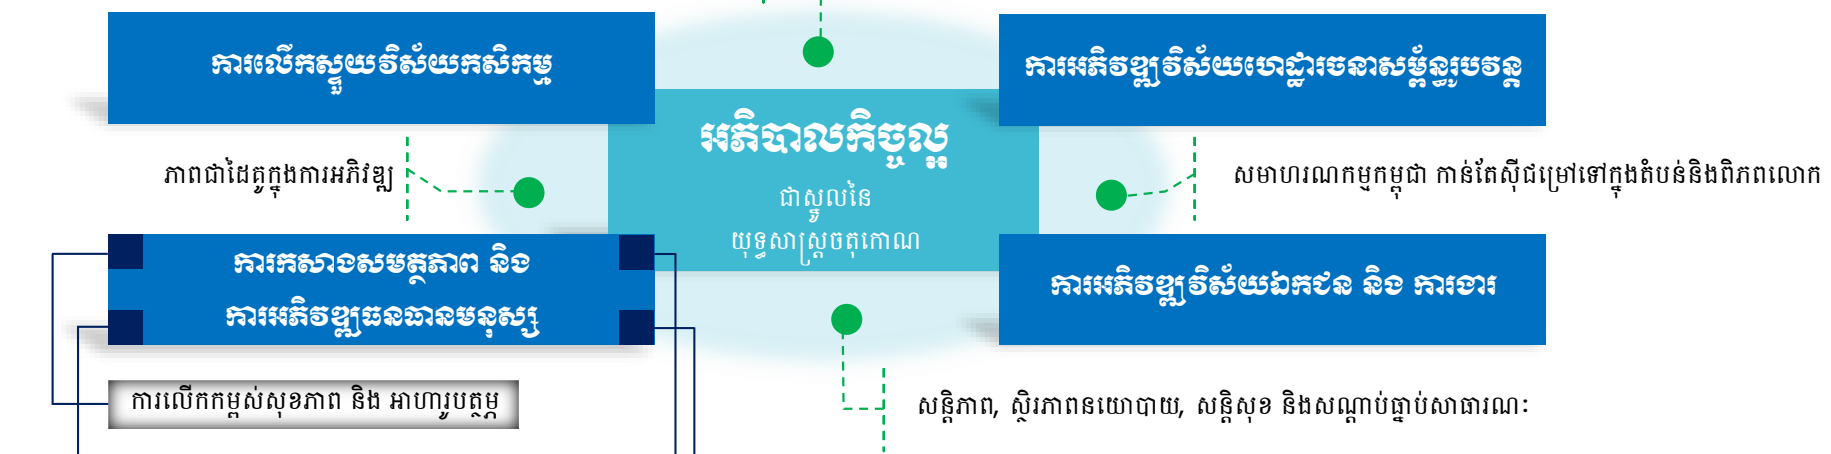 ការលើកស្ទួយវិស័យកសិកម្ម
ការអភិវឌ្ឍវិស័យហេដ្ឋារចនាសម្ព័ន្ធរូបវន្ត
អភិបាលកិច្ចល្អ
ជាស្នូលនៃ
យុទ្ធសាស្ត្រចតុកោណ
ភាពជាដៃគូក្នុងការអភិវឌ្ឍ
សមាហរណកម្មកម្ពុជា កាន់តែស៊ីជម្រៅទៅក្នុងតំបន់និងពិភពលោក
ការកសាងសមត្ថភាព និង
ការអភិវឌ្ឍធនធានមនុស្ស
ការអភិវឌ្ឍវិស័យឯកជន និង ការងារ
ការលើកកម្ពស់សុខភាព និង អាហារូបត្ថម្ភ
សន្តិភាព, ស្ថិរភាពនយោបាយ, សន្តិសុខ និងសណ្ដាប់ធ្នាប់សាធារណៈ